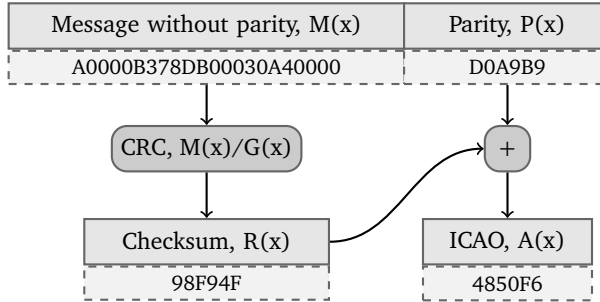 Message without parity, M(x) Parity, P(x)
A0000B378DB00030A40000 D0A9B9
CRC, M(x)/G(x) +
Checksum, R(x) ICAO, A(x)
98F94F 4850F6